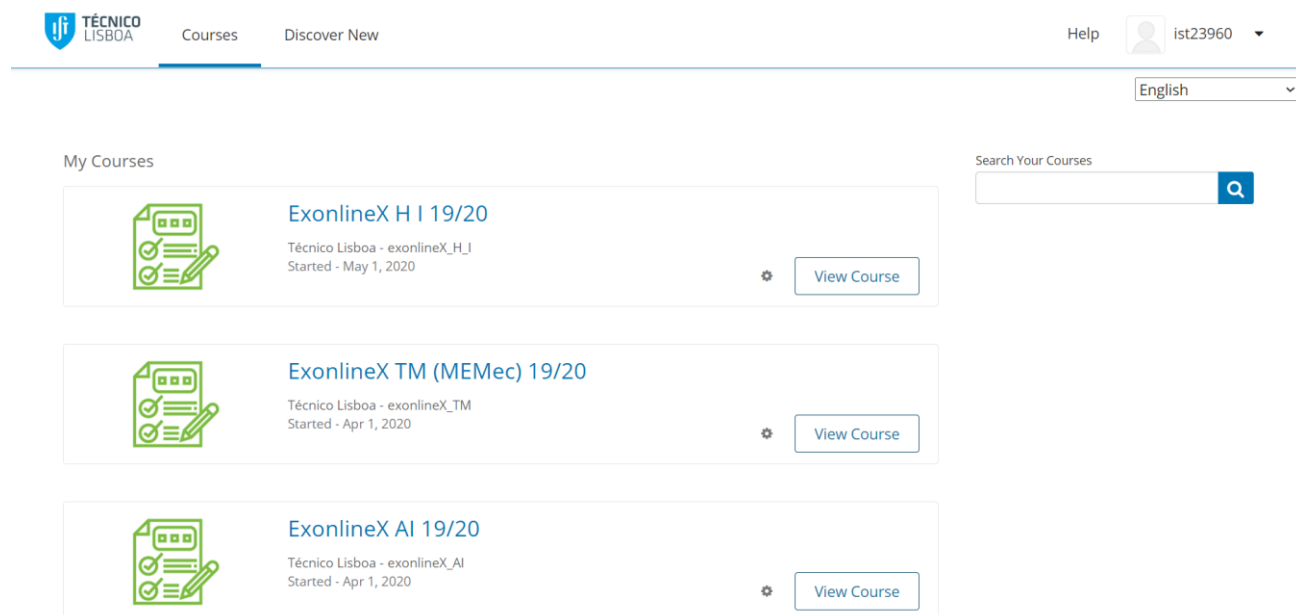 TÉCNICO
LISBOA
Courses
Discover New
Help
ist23960
English
My Courses
Search Your Courses
ExonlineX H I 19/20
Técnico Lisboa - exonlineX_H_I
Started - May 1, 2020
View Course
ExonlineX TM (MEMec) 19/20
Técnico Lisboa - exonlineX_TM
Started - Apr 1, 2020
View Course
ExonlineX AI 19/20
Técnico Lisboa - exonlineX_AI
Started - Apr 1, 2020
View Course